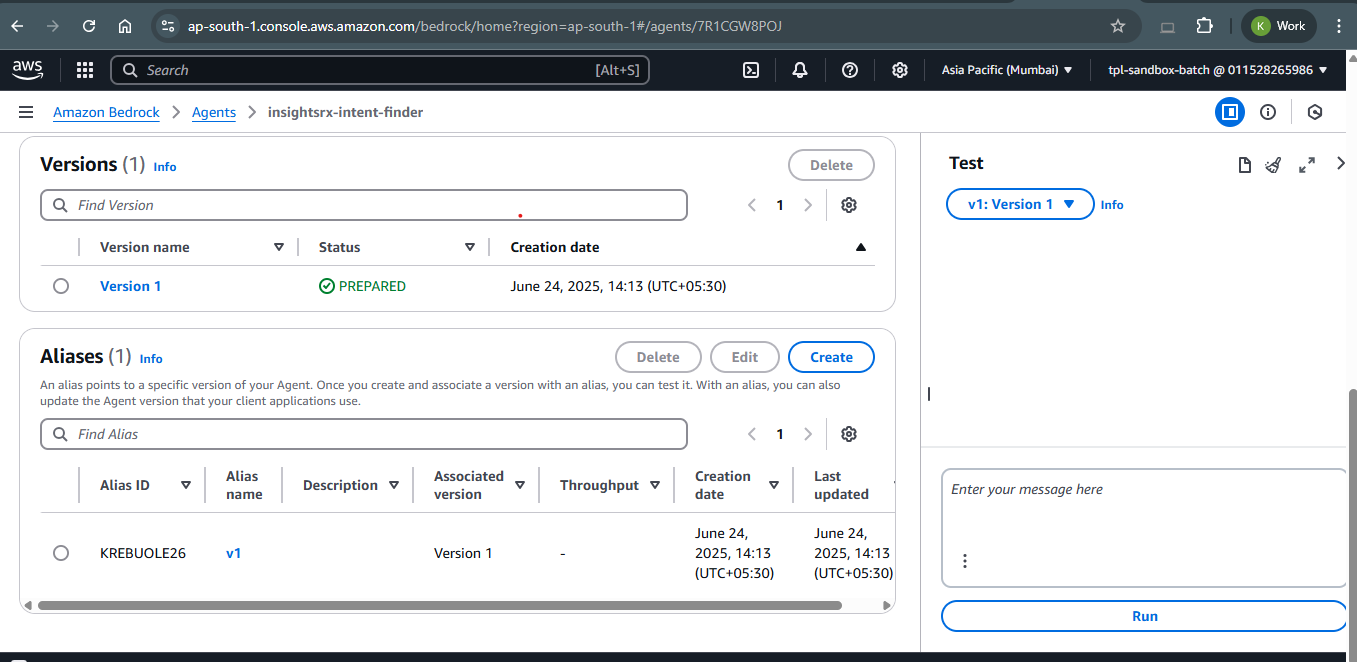 ap-south-1.console.aws.amazon.com/bedrock/home?region=ap-south-1#/agents/7R1CGW8POJ
K Work
aws
Search [Alt+S]
Asia Pacific (Mumbai)
tpl-sandbox-batch @ 011528265986
Amazon Bedrock > Agents > insightsrx-intent-finder
Versions (1) Info
Delete
Find Version
1
Version name Status Creation date
Version 1 PREPARED June 24, 2025, 14:13 (UTC+05:30)
Aliases (1) Info
Delete Edit Create
An alias points to a specific version of your Agent. Once you create and associate a version with an alias, you can test it. With an alias, you can also
update the Agent version that your client applications use.
Find Alias
1
Alias ID
Alias
name
Description
Associated
version
Throughput
Creation
date
Last
updated
KREBUOLE26
v1
Version 1
-
June 24,
2025, 14:13
(UTC+05:30)
June 24,
2025, 14:13
(UTC+05:30)
Test
v1: Version 1 Info
Enter your message here
Run